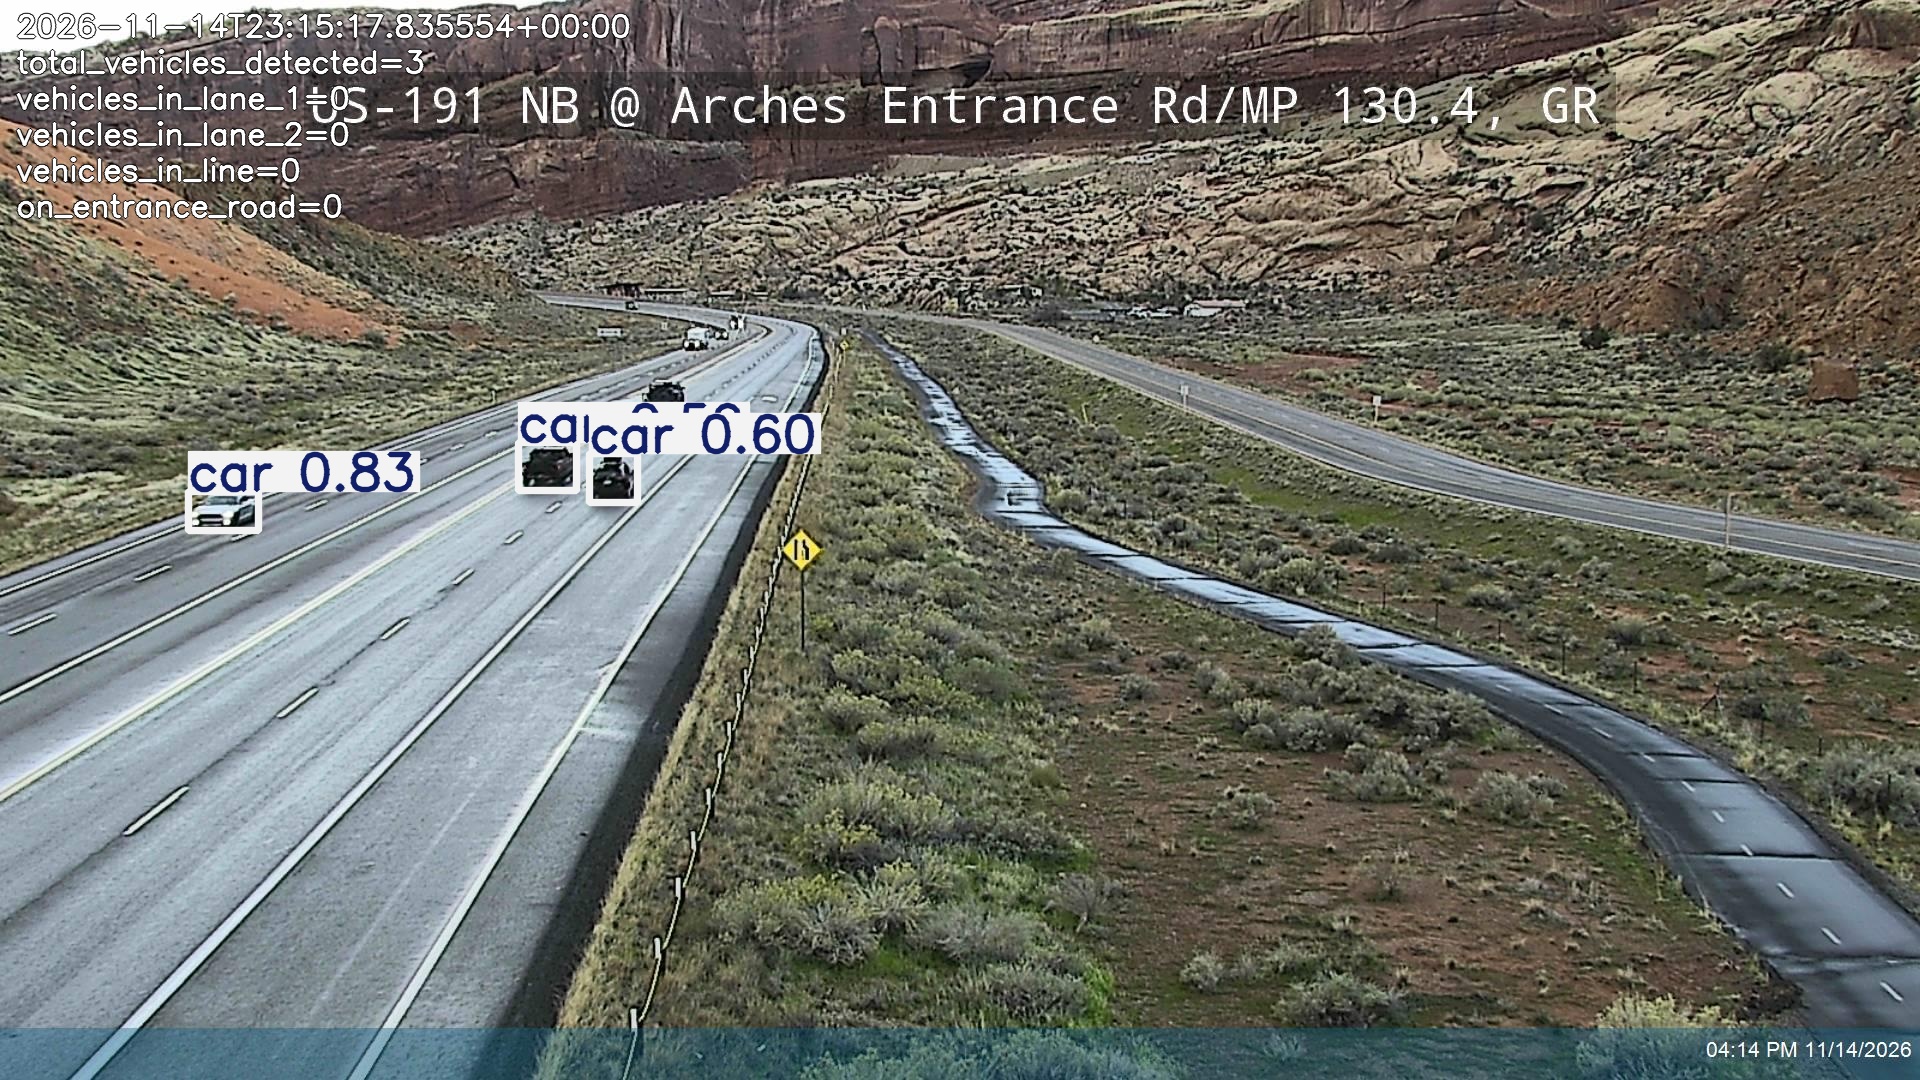 2026-11-14T23:15:17.835554+00:00
total_vehicles_detected=3
vehicles_in_lane_1=0
US-191 NB @ Arches Entrance Rd/MP 130.4, GR
vehicles_in_lane_2=0
vehicles_in_line=0
on_entrance_road=0
car
car 0.60
car 0.83
04:14 PM 11/14/2026